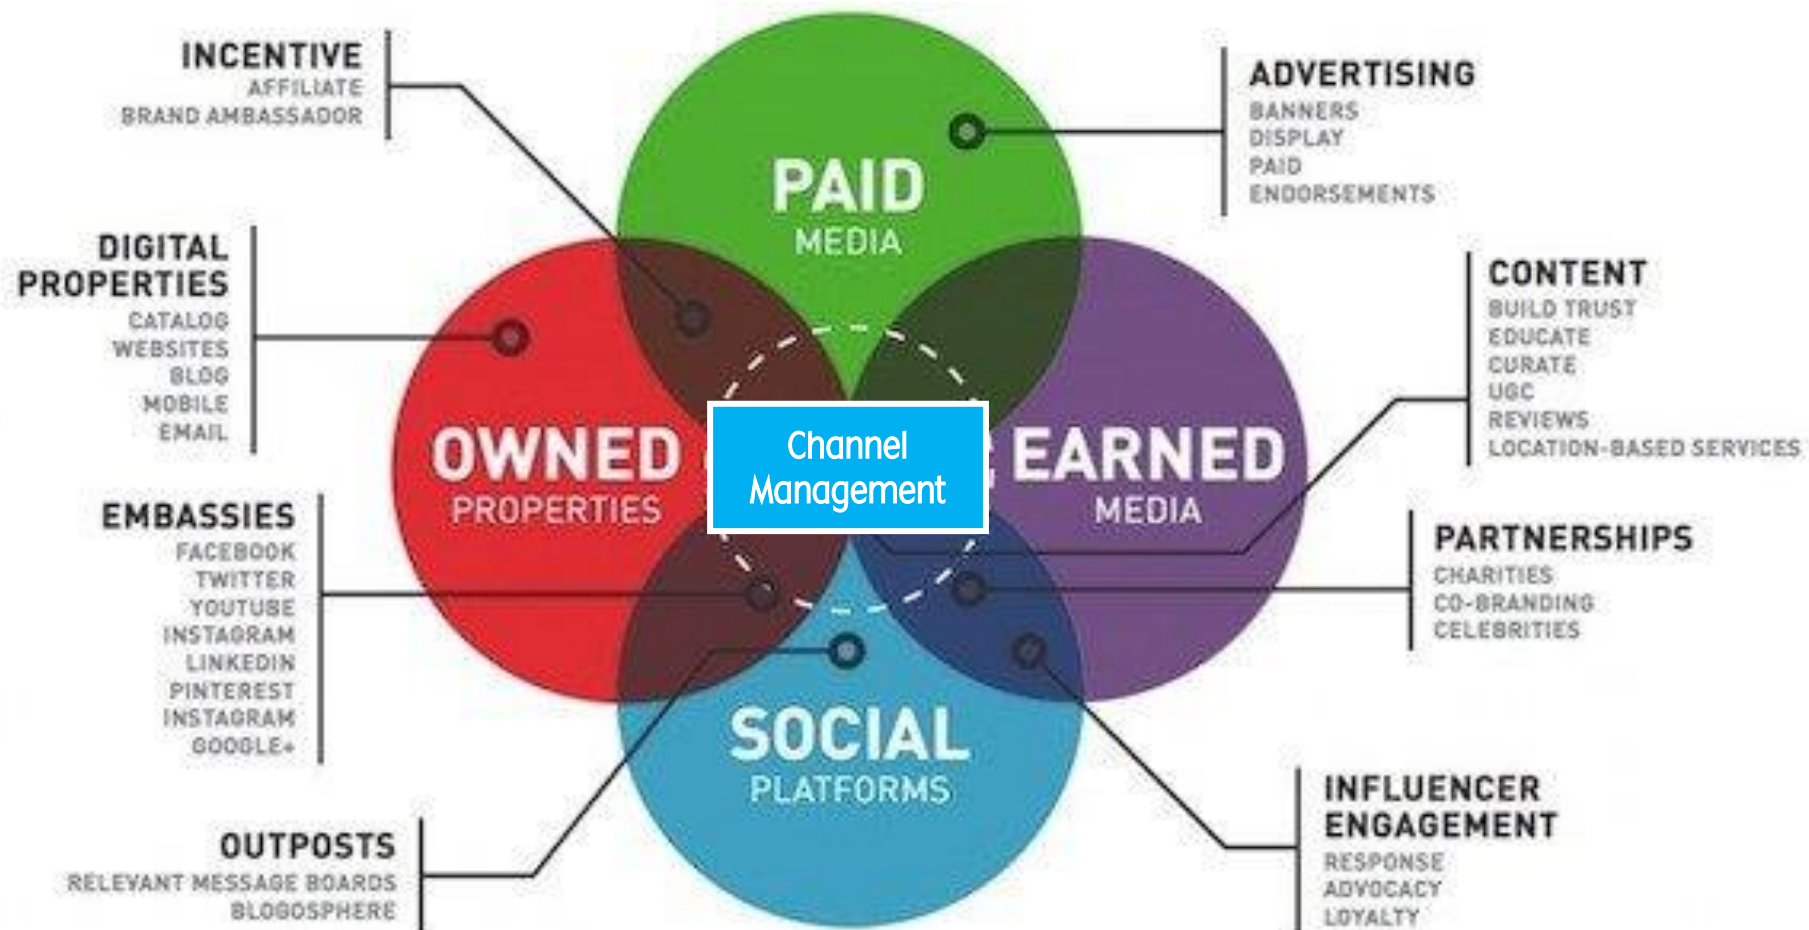 INCENTIVE
AFFILIATE
BRAND AMBASSADOR
ADVERTISING
BANNERS
DISPLAY
PAID
ENDORSEMENTS
PAID
MEDIA
DIGITAL
PROPERTIES
CATALOG
WEBSITES
BLOG
MOBILE
EMAIL
CONTENT
BUILD TRUST
EDUCATE
CURATE
UGC
REVIEWS
LOCATION-BASED SERVICES
OWNED
PROPERTIES
Channel
Management
EARNED
MEDIA
EMBASSIES
FACEBOOK
TWITTER
YOUTUBE
INSTAGRAM
LINKEDIN
PINTEREST
INSTAGRAM
GOOGLE+
PARTNERSHIPS
CHARITIES
CO-BRANDING
CELEBRITIES
SOCIAL
PLATFORMS
OUTPOSTS
RELEVANT MESSAGE BOARDS
BLOGOSPHERE
INFLUENCER
ENGAGEMENT
RESPONSE
ADVOCACY
LOYALTY